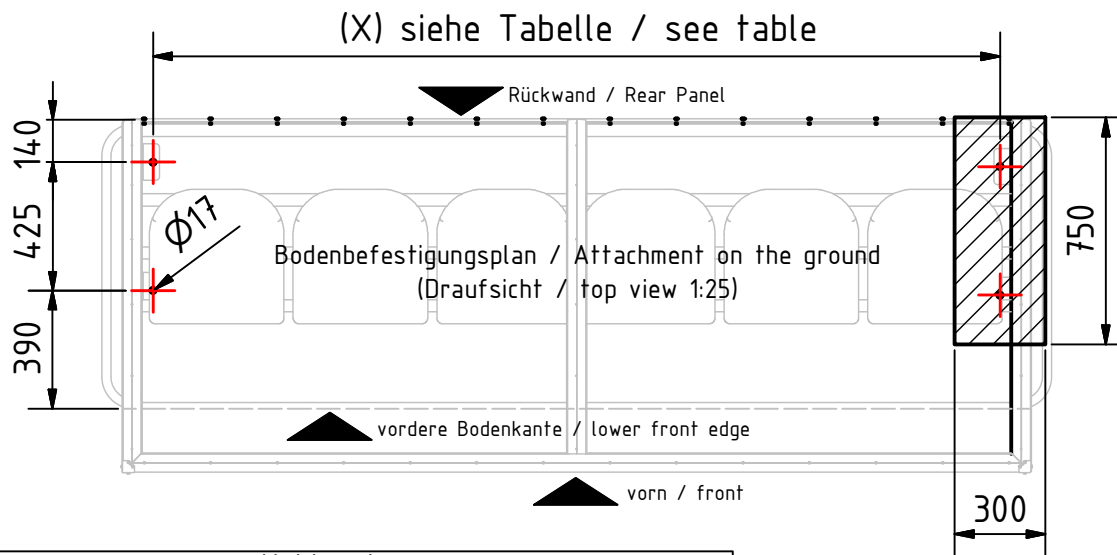 (X) siehe Tabelle / see table
Rückwand / Rear Panel
140
425
Ø17
750
Bodenbefestigungsplan / Attachment on the ground
(Draufsicht / top view 1:25)
390
vordere Bodenkante / lower front edge
vorn / front
300